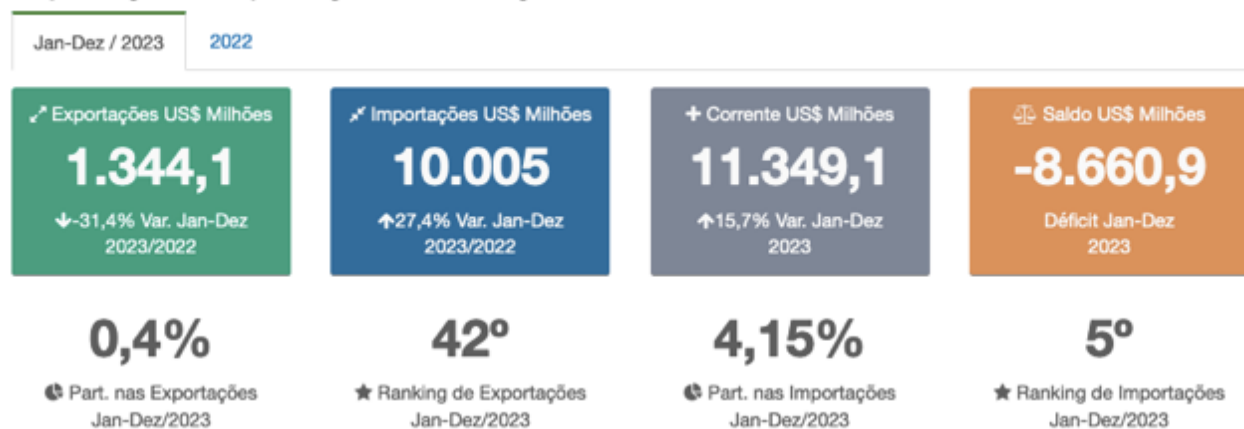 Jan-Dez / 2023 2022
Exportações US$ Milhões
1.344,1
-31,4% Var. Jan-Dez
2023/2022
Importações US$ Milhões
10.005
27,4% Var. Jan-Dez
2023/2022
Corrente US$ Milhões
11.349,1
15,7% Var. Jan-Dez
2023
Saldo US$ Milhões
-8.660,9
Déficit Jan-Dez
2023
0,4%
Part. nas Exportações
Jan-Dez/2023
42º
Ranking de Exportações
Jan-Dez/2023
4,15%
Part. nas Importações
Jan-Dez/2023
5º
Ranking de Importações
Jan-Dez/2023